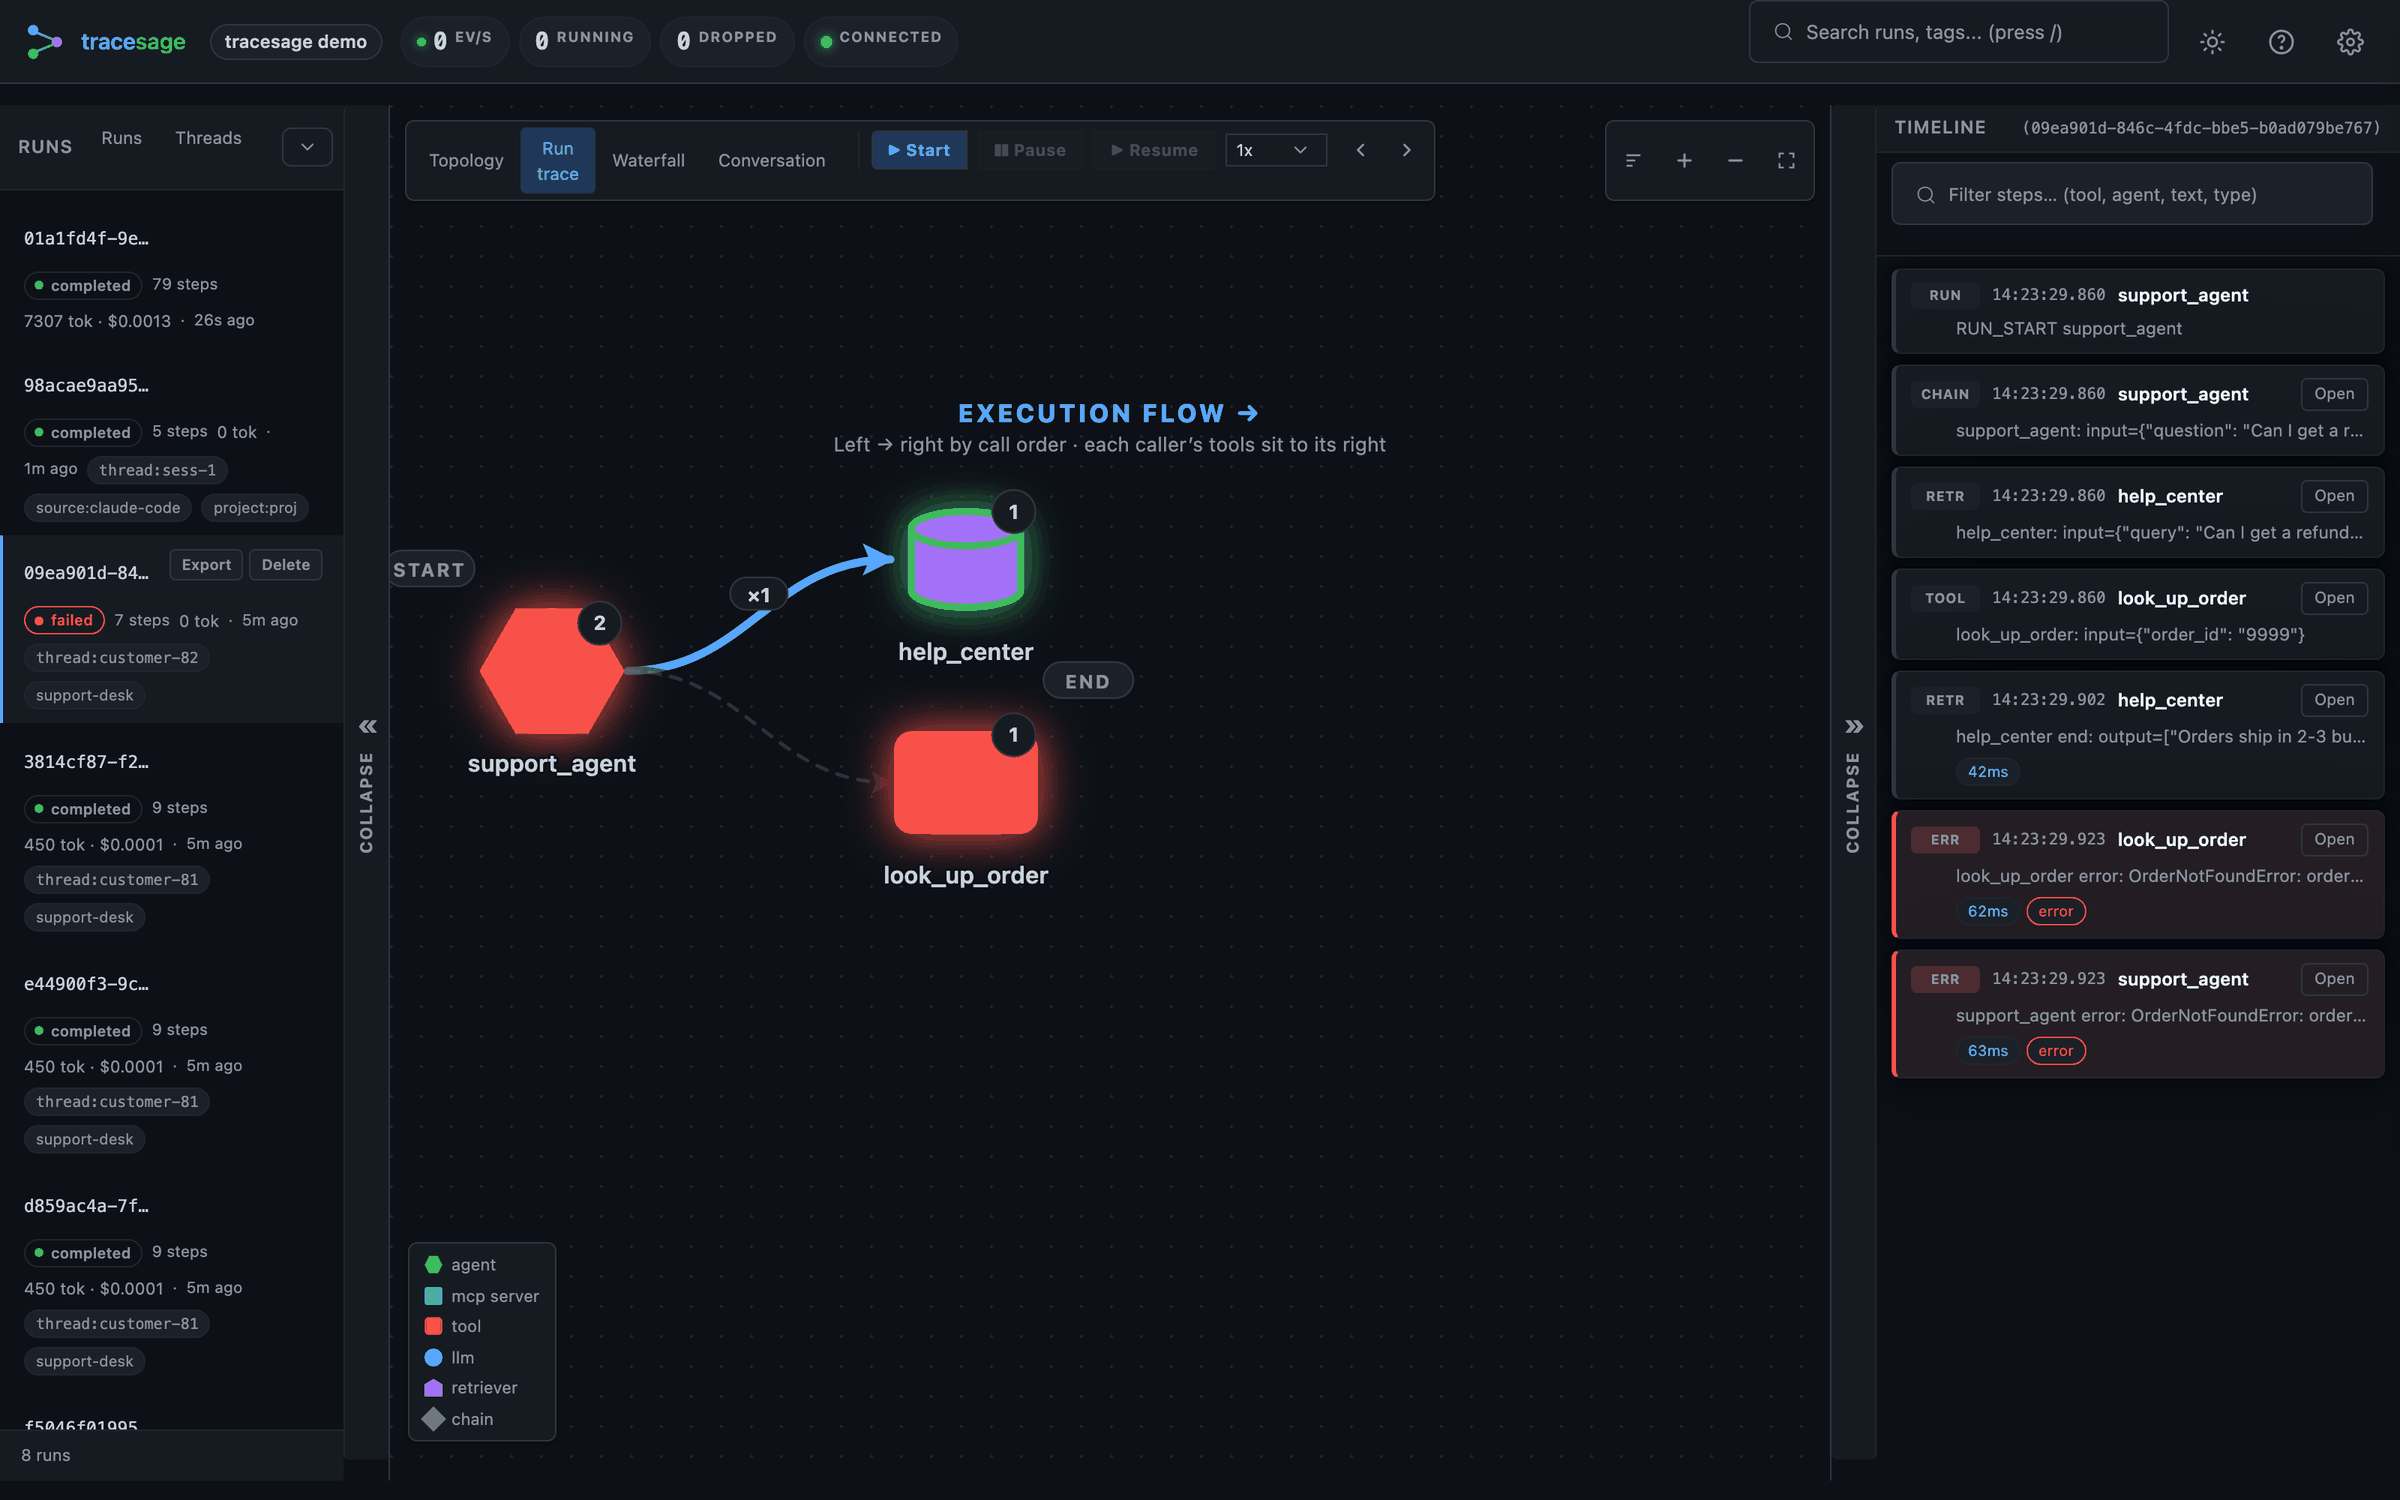 tracesage
tracesage demo
0 EV/S
0 RUNNING
0 DROPPED
CONNECTED
Search runs, tags... (press /)
RUNS
Runs
Threads
01a1fd4f-9e…
completed 79 steps
7307 tok · $0.0013 · 26s ago
98acae9aa95…
completed 5 steps 0 tok ·
1m ago thread:sess-1
source:claude-code project:proj
09ea901d-84… Export Delete
failed 7 steps 0 tok · 5m ago
thread:customer-82
support-desk
3814cf87-f2…
completed 9 steps
450 tok · $0.0001 · 5m ago
thread:customer-81
support-desk
e44900f3-9c…
completed 9 steps
450 tok · $0.0001 · 5m ago
thread:customer-81
support-desk
d859ac4a-7f…
completed 9 steps
450 tok · $0.0001 · 5m ago
thread:customer-81
support-desk
f5046f01995
8 runs
« COLLAPSE
Topology
Run
trace
Waterfall
Conversation
Start
Pause
Resume
1x
EXECUTION FLOW →
Left → right by call order · each caller's tools sit to its right
START
2
support_agent
×1
1
help_center
END
1
look_up_order
agent
mcp server
tool
llm
retriever
chain
» COLLAPSE
TIMELINE (09ea901d-846c-4fdc-bbe5-b0ad079be767)
Filter steps... (tool, agent, text, type)
RUN 14:23:29.860 support_agent
RUN_START support_agent
CHAIN 14:23:29.860 support_agent Open
support_agent: input={"question": "Can I get a r…
RETR 14:23:29.860 help_center Open
help_center: input={"query": "Can I get a refund…
TOOL 14:23:29.860 look_up_order Open
look_up_order: input={"order_id": "9999"}
RETR 14:23:29.902 help_center Open
help_center end: output=["Orders ship in 2-3 bu…
42ms
ERR 14:23:29.923 look_up_order Open
look_up_order error: OrderNotFoundError: order…
62ms error
ERR 14:23:29.923 support_agent Open
support_agent error: OrderNotFoundError: order…
63ms error